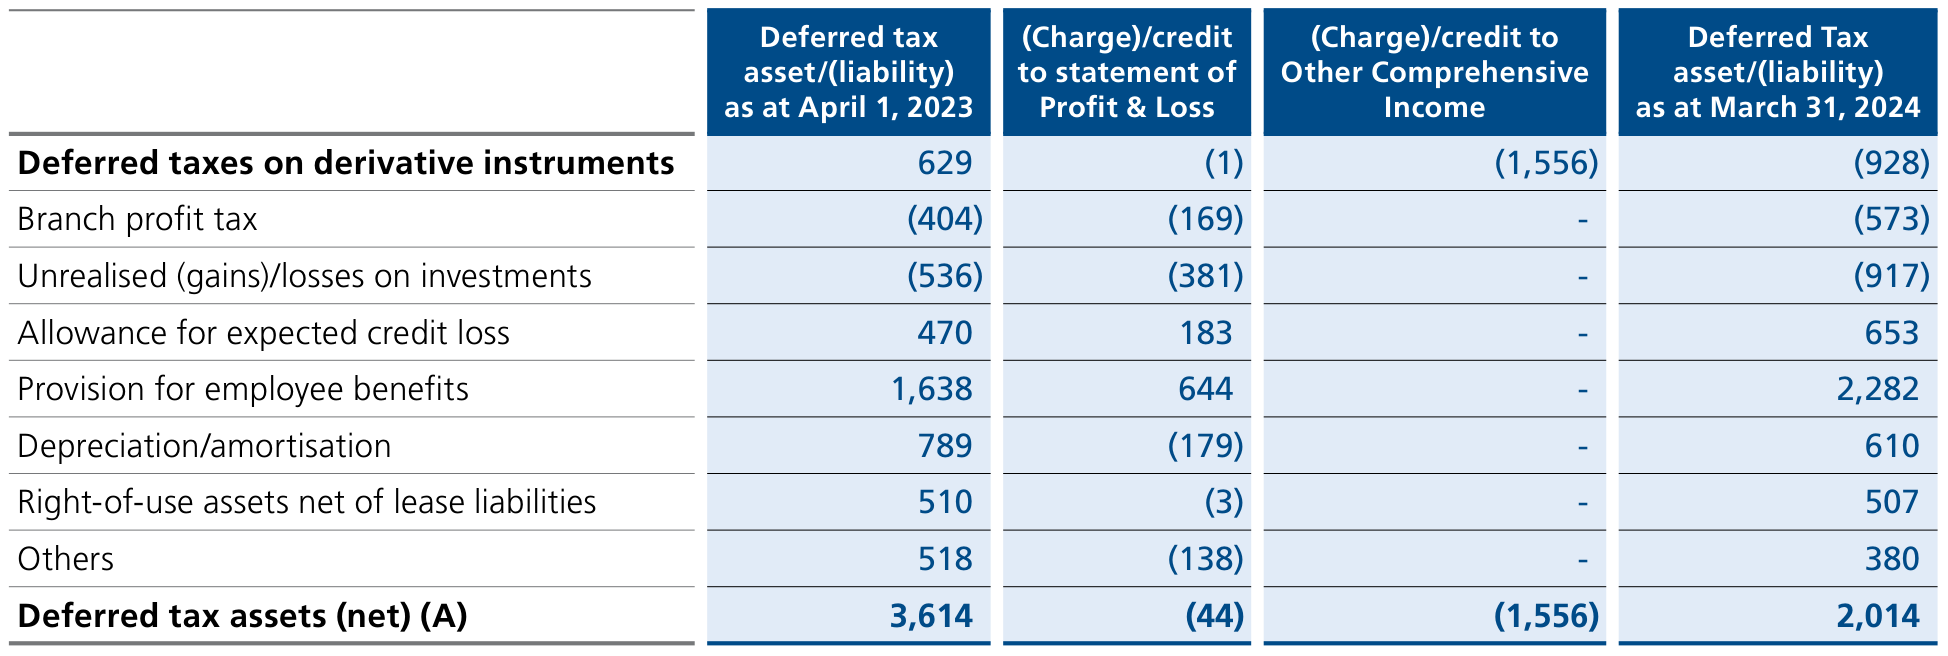 Deferred tax asset/(liability) as at April 1, 2023 (Charge)/credit to statement of Profit & Loss (Charge)/credit to Other Comprehensive Income Deferred Tax asset/(liability) as at March 31, 2024
Deferred taxes on derivative instruments 629 (1) (1,556) (928)
Branch profit tax (404) (169) - (573)
Unrealised (gains)/losses on investments (536) (381) - (917)
Allowance for expected credit loss 470 183 - 653
Provision for employee benefits 1,638 644 - 2,282
Depreciation/amortisation 789 (179) - 610
Right-of-use assets net of lease liabilities 510 (3) - 507
Others 518 (138) - 380
Deferred tax assets (net) (A) 3,614 (44) (1,556) 2,014